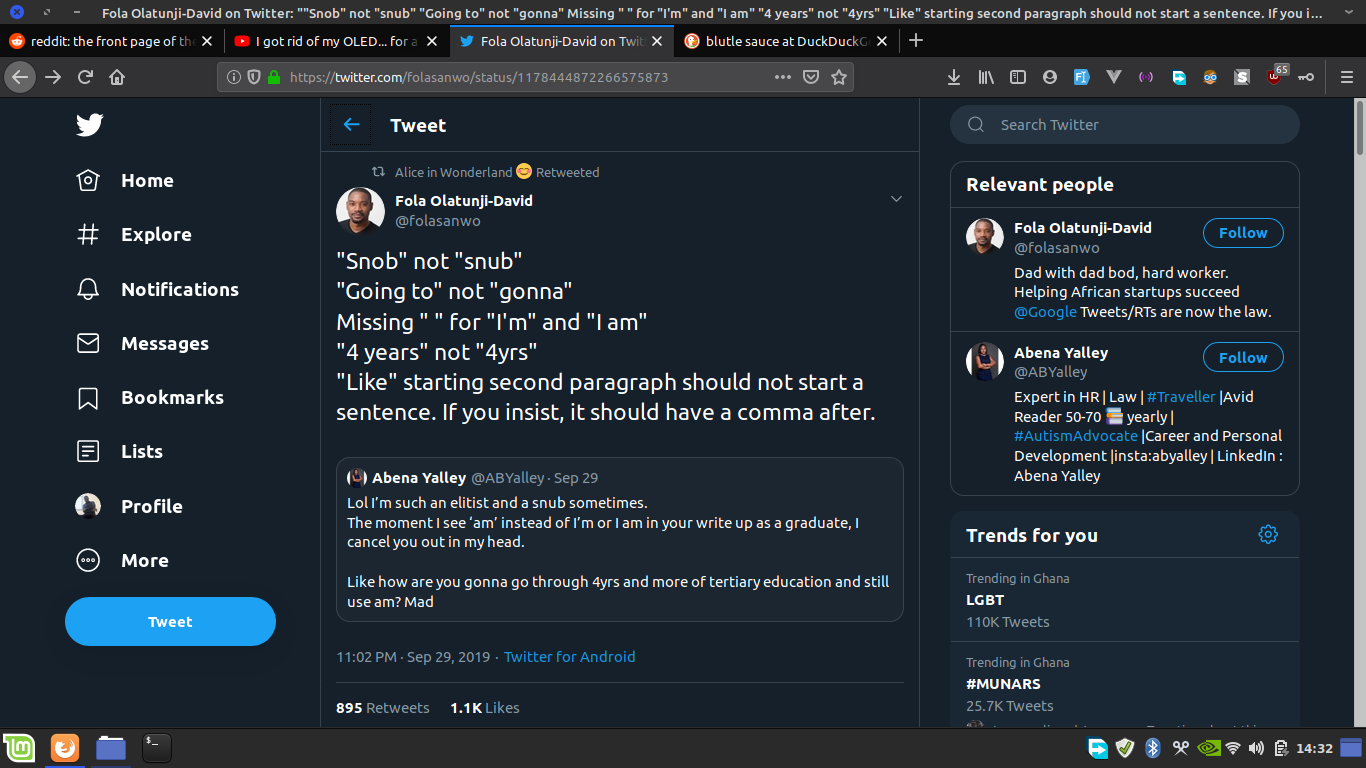 Fola Olatunji-David on Twitter: ""Snob" not "snub" "Going to" not "gonna" Missing " " for "I'm" and "I am" "4 years" not "4yrs" "Like" starting second paragraph should not start a sentence. If you i...
reddit: the front page of the
I got rid of my OLED... for a
Fola Olatunji-David on Twit
blutle sauce at DuckDuckG
https://twitter.com/folasanwo/status/1178444872266575873
65
Home
Explore
Notifications
Messages
Bookmarks
Lists
Profile
More
Tweet
Tweet
Alice in Wonderland 😊 Retweeted
Fola Olatunji-David
@folasanwo
"Snob" not "snub"
"Going to" not "gonna"
Missing " " for "I'm" and "I am"
"4 years" not "4yrs"
"Like" starting second paragraph should not start a
sentence. If you insist, it should have a comma after.
Abena Yalley @ABYalley · Sep 29
Lol I’m such an elitist and a snub sometimes.
The moment I see ‘am’ instead of I’m or I am in your write up as a graduate, I
cancel you out in my head.
Like how are you gonna go through 4yrs and more of tertiary education and still
use am? Mad
11:02 PM · Sep 29, 2019 · Twitter for Android
895 Retweets 1.1K Likes
Search Twitter
Relevant people
Fola Olatunji-David
@folasanwo
Follow
Dad with dad bod, hard worker.
Helping African startups succeed
@Google Tweets/RTs are now the law.
Abena Yalley
@ABYalley
Follow
Expert in HR | Law | #Traveller |Avid
Reader 50-70 📚 yearly |
#AutismAdvocate |Career and Personal
Development |insta:abyalley | LinkedIn :
Abena Yalley
Trends for you
Trending in Ghana
LGBT
110K Tweets
Trending in Ghana
#MUNARS
25.7K Tweets
14:32